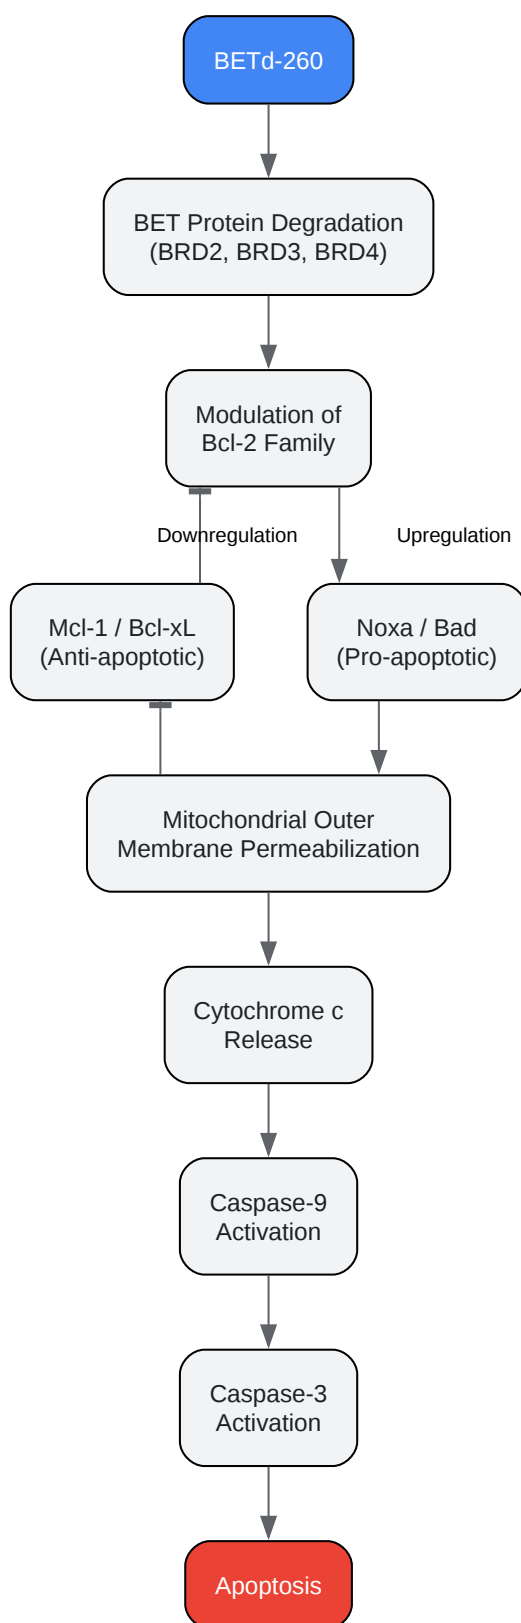 BETd-260
BET Protein Degradation
(BRD2, BRD3, BRD4)
Modulation of
Bcl-2 Family
Downregulation
Upregulation
Mcl-1 / Bcl-xL
(Anti-apoptotic)
Noxa / Bad
(Pro-apoptotic)
Mitochondrial Outer
Membrane Permeabilization
Cytochrome c
Release
Caspase-9
Activation
Caspase-3
Activation
Apoptosis